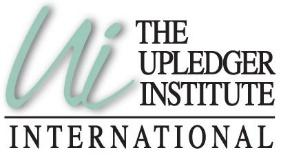 Ui THE
UPLEDGER
INSTITUTE
INTERNATIONAL